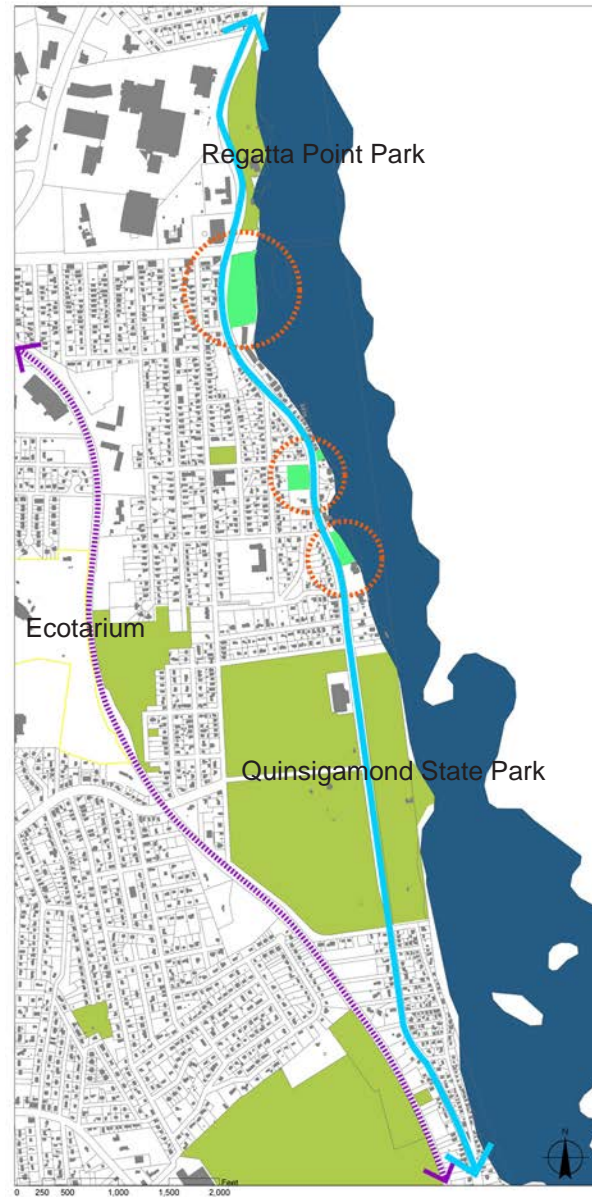 Regatta Point Park
Ecotarium
Quinsigamond State Park
N
Feet
0 250 500 1,000 1,500 2,000